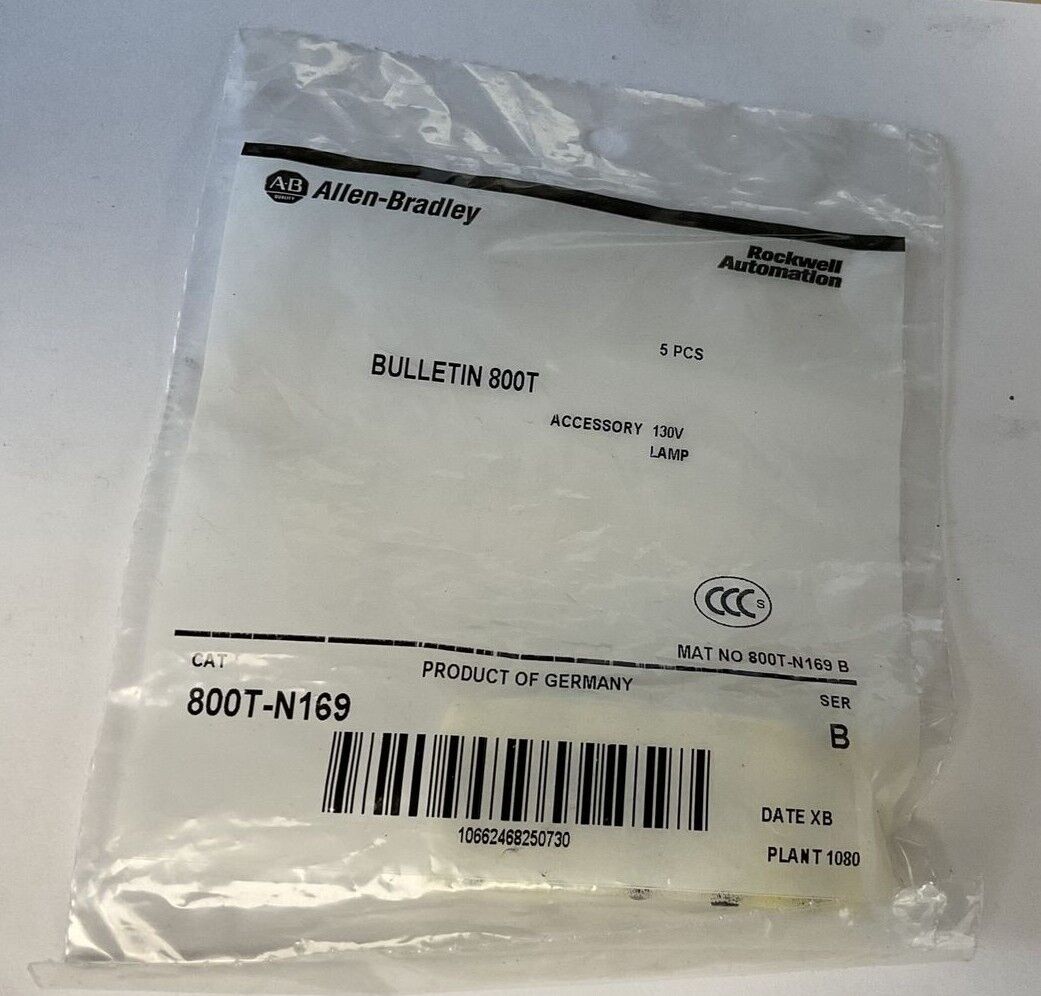 A-B
QUALITY
Allen-Bradley
Rockwell
Automation
5 PCS
BULLETIN 800T
ACCESSORY 130V
LAMP
CCC S
MAT NO 800T-N169 B
CAT
PRODUCT OF GERMANY
SER
800T-N169
B
10662468250730
DATE XB
PLANT 1080